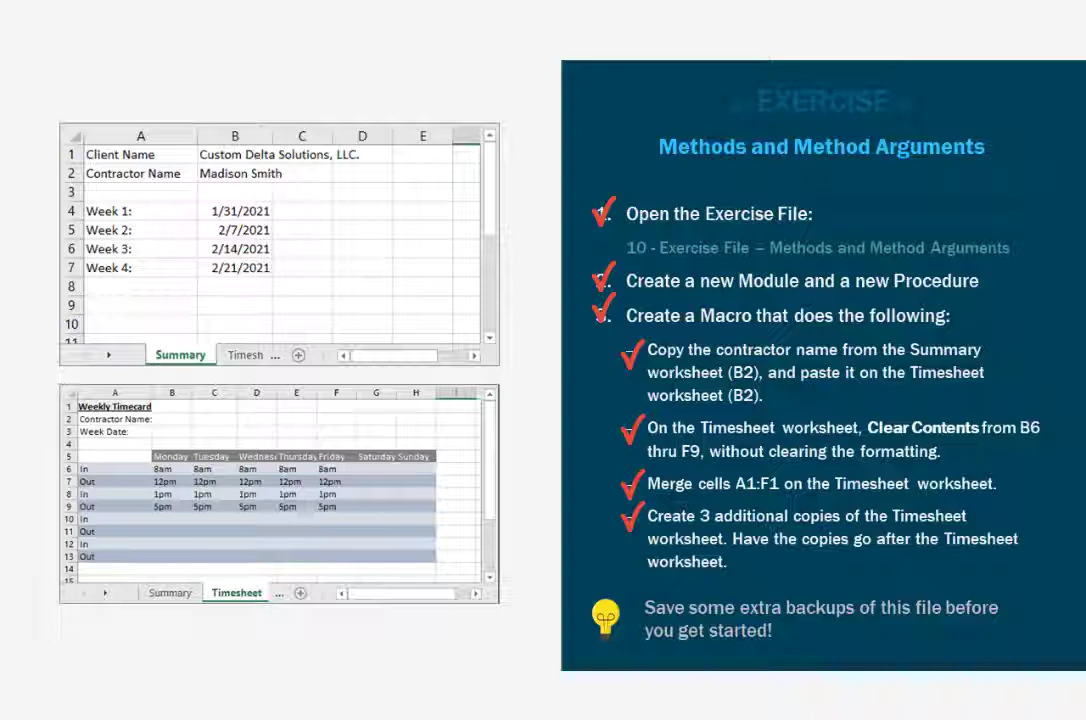 A B C D E
1 Client Name Custom Delta Solutions, LLC.
2 Contractor Name Madison Smith
3
4 Week 1: 1/31/2021
5 Week 2: 2/7/2021
6 Week 3: 2/14/2021
7 Week 4: 2/21/2021
8
9
10
11
Summary Timesh ...
A B C D E F G H I
1 Weekly Timecard
2 Contractor Name:
3 Week Date:
4
5 Monday Tuesday Wednes Thursday Friday Saturday Sunday
6 In 8am 8am 8am 8am 8am
7 Out 12pm 12pm 12pm 12pm 12pm
8 In 1pm 1pm 1pm 1pm 1pm
9 Out 5pm 5pm 5pm 5pm 5pm
10 In
11 Out
12 In
13 Out
14
15
Summary Timesheet ...
EXERCISE
Methods and Method Arguments
1. Open the Exercise File:
10 - Exercise File – Methods and Method Arguments
2. Create a new Module and a new Procedure
3. Create a Macro that does the following:
Copy the contractor name from the Summary
worksheet (B2), and paste it on the Timesheet
worksheet (B2).
On the Timesheet worksheet, Clear Contents from B6
thru F9, without clearing the formatting.
Merge cells A1:F1 on the Timesheet worksheet.
Create 3 additional copies of the Timesheet
worksheet. Have the copies go after the Timesheet
worksheet.
Save some extra backups of this file before
you get started!